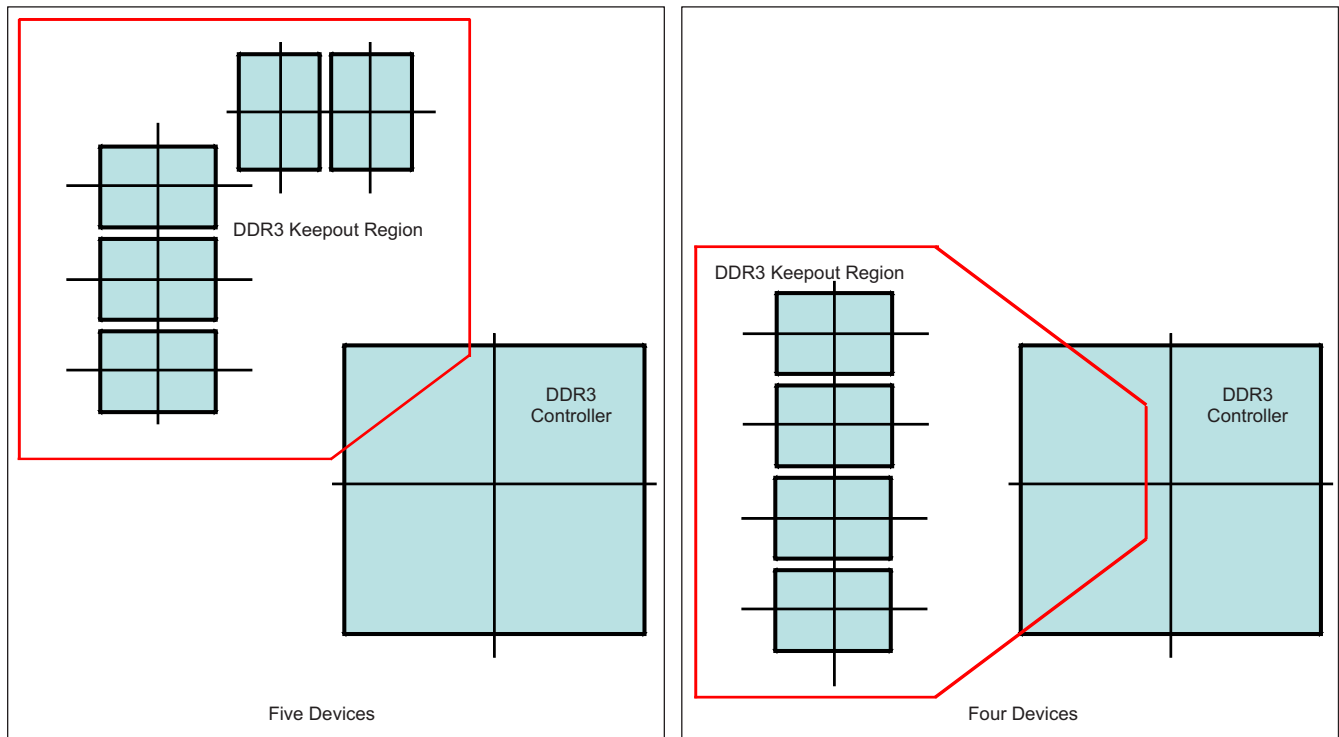 DDR3 Keepout Region
DDR3
Controller
Five Devices
DDR3 Keepout Region
DDR3
Controller
Four Devices